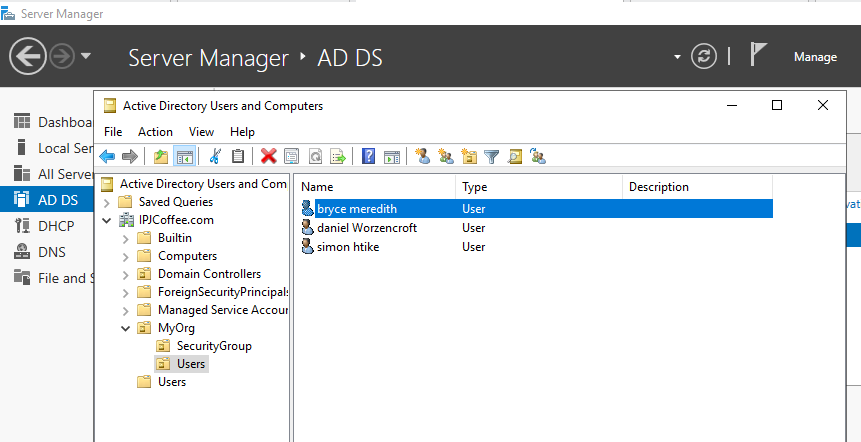 Server Manager
Server Manager ‣ AD DS
Manage
Active Directory Users and Computers
File Action View Help
Dashboa
Local Ser
All Server
AD DS
DHCP
DNS
File and S
Active Directory Users and Com
Saved Queries
IPJCoffee.com
Builtin
Computers
Domain Controllers
ForeignSecurityPrincipals
Managed Service Accour
MyOrg
SecurityGroup
Users
Users
Name Type Description
bryce meredith User
daniel Worzencroft User
simon htike User
vat